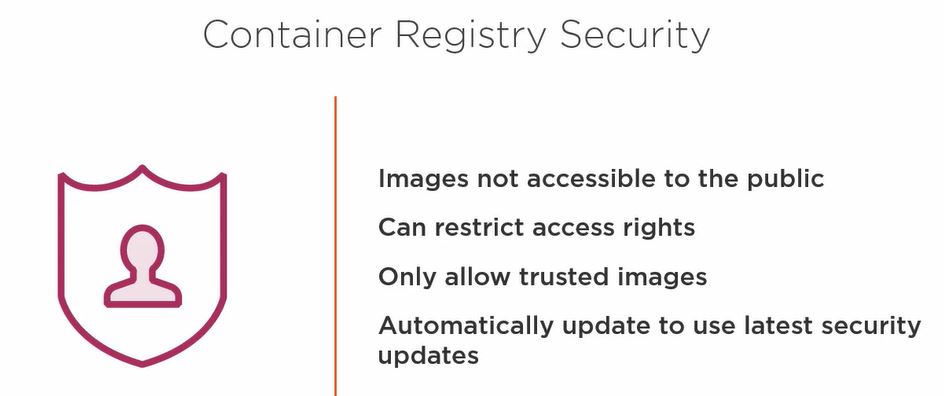 Container Registry Security
Images not accessible to the public
Can restrict access rights
Only allow trusted images
Automatically update to use latest security
updates